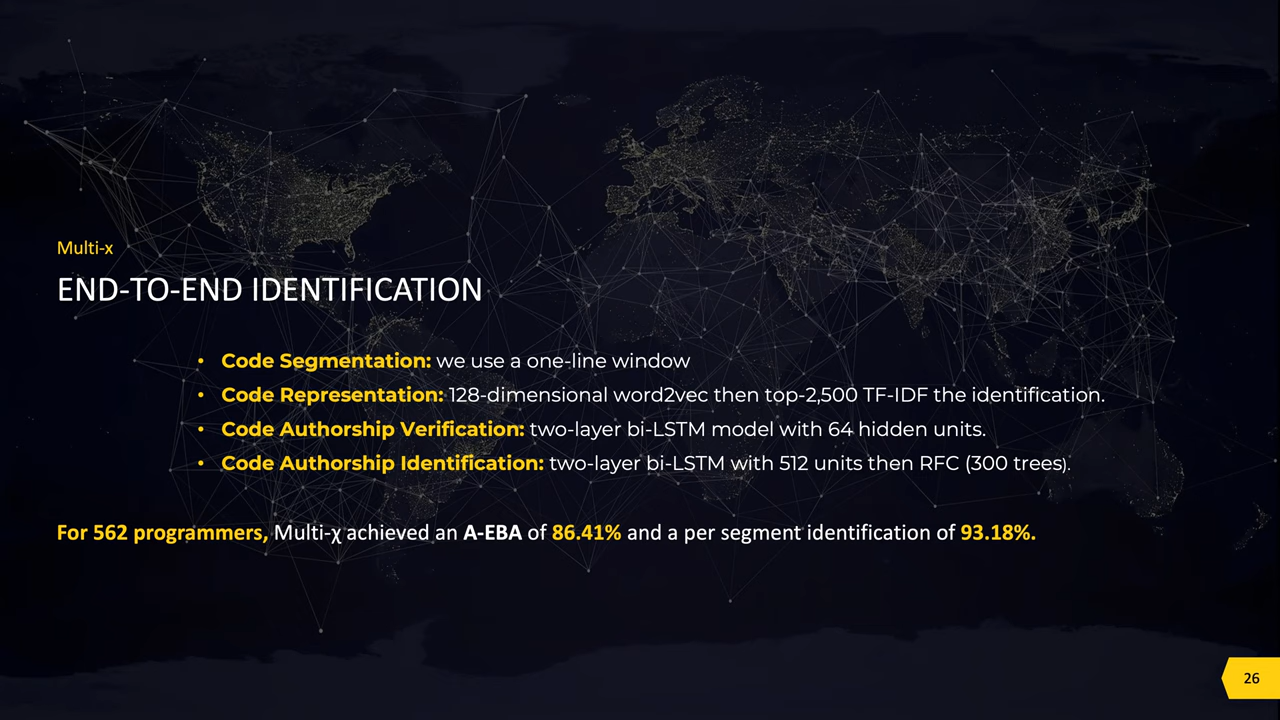 Multi-x
END-TO-END IDENTIFICATION
• Code Segmentation: we use a one-line window
• Code Representation: 128-dimensional word2vec then top-2,500 TF-IDF the identification.
• Code Authorship Verification: two-layer bi-LSTM model with 64 hidden units.
• Code Authorship Identification: two-layer bi-LSTM with 512 units then RFC (300 trees).
For 562 programmers, Multi-χ achieved an A-EBA of 86.41% and a per segment identification of 93.18%.
26